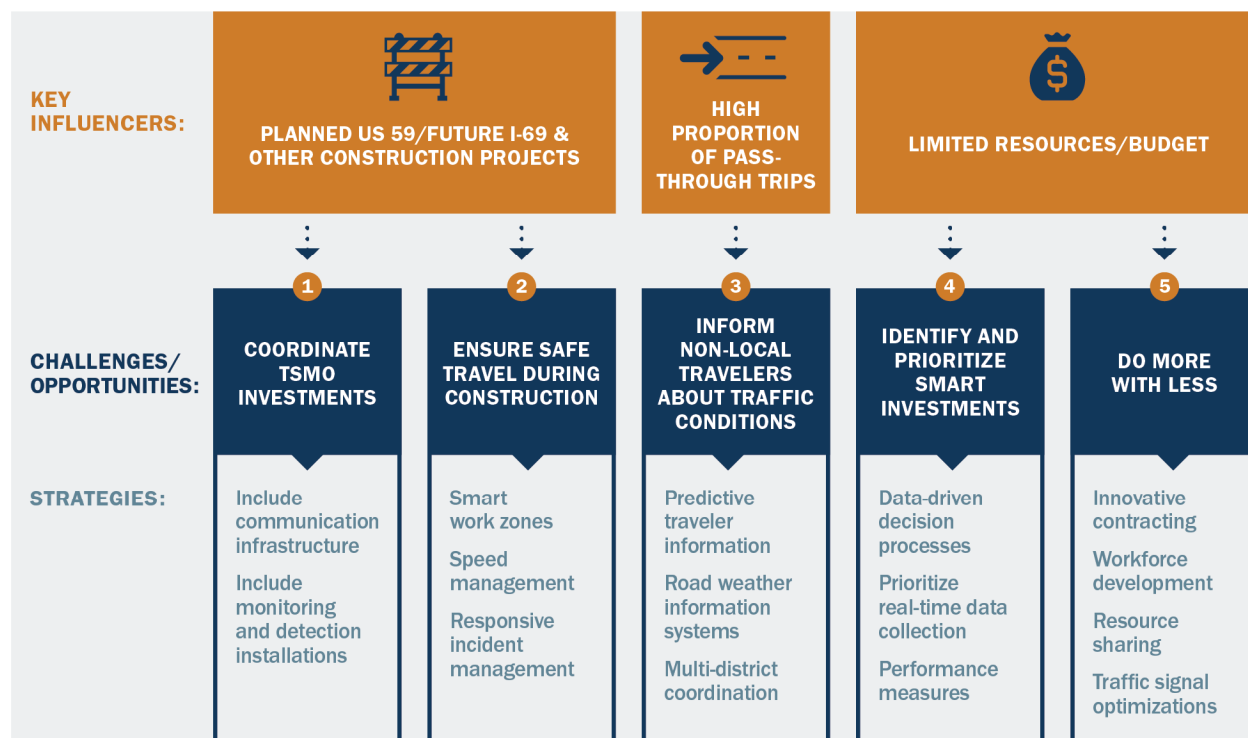 KEY
INFLUENCERS:
PLANNED US 59/FUTURE I-69 &
OTHER CONSTRUCTION PROJECTS
HIGH
PROPORTION
OF PASS-
THROUGH TRIPS
$
LIMITED RESOURCES/BUDGET
CHALLENGES/
OPPORTUNITIES:
1
COORDINATE
TSMO
INVESTMENTS
2
ENSURE SAFE
TRAVEL DURING
CONSTRUCTION
3
INFORM
NON-LOCAL
TRAVELERS
ABOUT TRAFFIC
CONDITIONS
4
IDENTIFY AND
PRIORITIZE
SMART
INVESTMENTS
5
DO MORE
WITH LESS
STRATEGIES:
Include
communication
infrastructure
Include
monitoring
and detection
installations
Smart
work zones
Speed
management
Responsive
incident
management
Predictive
traveler
information
Road weather
information
systems
Multi-district
coordination
Data-driven
decision
processes
Prioritize
real-time data
collection
Performance
measures
Innovative
contracting
Workforce
development
Resource
sharing
Traffic signal
optimizations